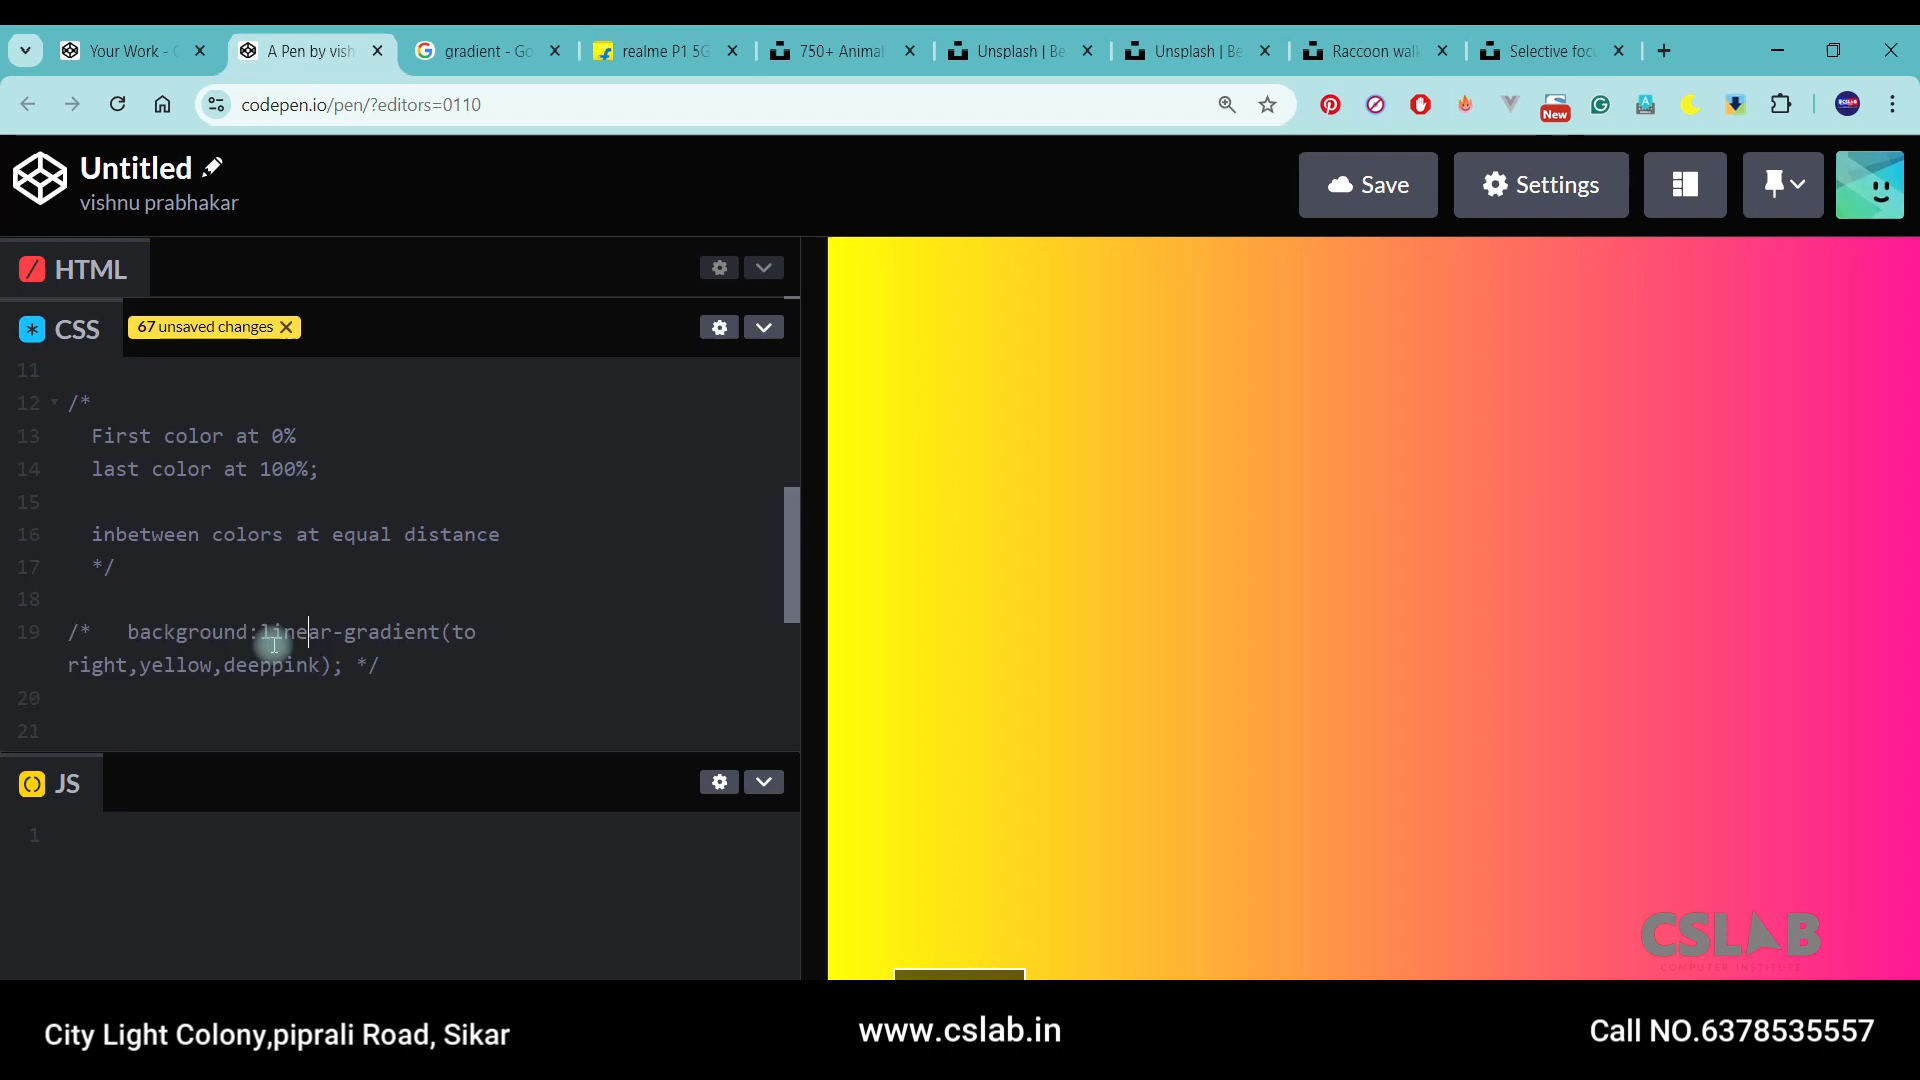 Your Work - C
A Pen by vish
gradient - Go
realme P1 5G
750+ Animal
Unsplash | Be
Unsplash | Be
Raccoon walk
Selective foc
codepen.io/pen/?editors=0110
New
Untitled
vishnu prabhakar
Save
Settings
HTML
CSS
67 unsaved changes
11
12 /*
13 First color at 0%
14 last color at 100%;
15
16 inbetween colors at equal distance
17 */
18
19 /* background:linear-gradient(to
right,yellow,deeppink); */
20
21
JS
1
CSLAB
COMPUTER INSTITUTE
City Light Colony,piprali Road, Sikar
www.cslab.in
Call NO.6378535557